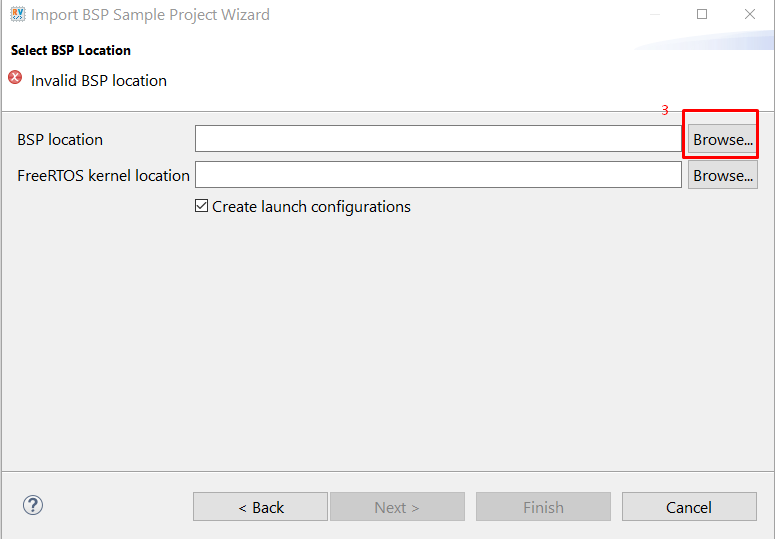 Import BSP Sample Project Wizard
Select BSP Location
Invalid BSP location
3
BSP location
Browse...
FreeRTOS kernel location
Browse...
Create launch configurations
?
< Back
Next >
Finish
Cancel